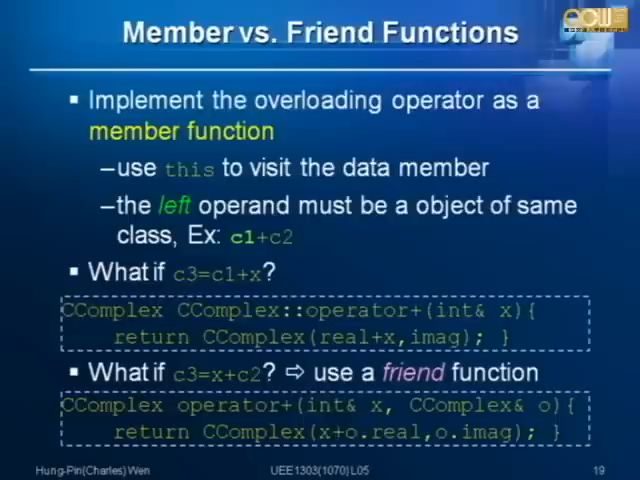 Member vs. Friend Functions
▪ Implement the overloading operator as a
member function
–use this to visit the data member
–the left operand must be a object of same
class, Ex: c1+c2
▪ What if c3=c1+x?
CComplex CComplex::operator+(int& x){
return CComplex(real+x,imag); }
▪ What if c3=x+c2? ⇨ use a friend function
CComplex operator+(int& x, CComplex& o){
return CComplex(x+o.real,o.imag); }
Hung-Pin(Charles) Wen
UEE1303(1070) L05
19